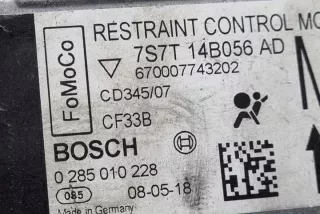 FoMoCo
RESTRAINT CONTROL MO
7S7T 14B056 AD
670007743202
CD345/07
CF33B
BOSCH
0 285 010 228
085 08-05-18
Made in Germany